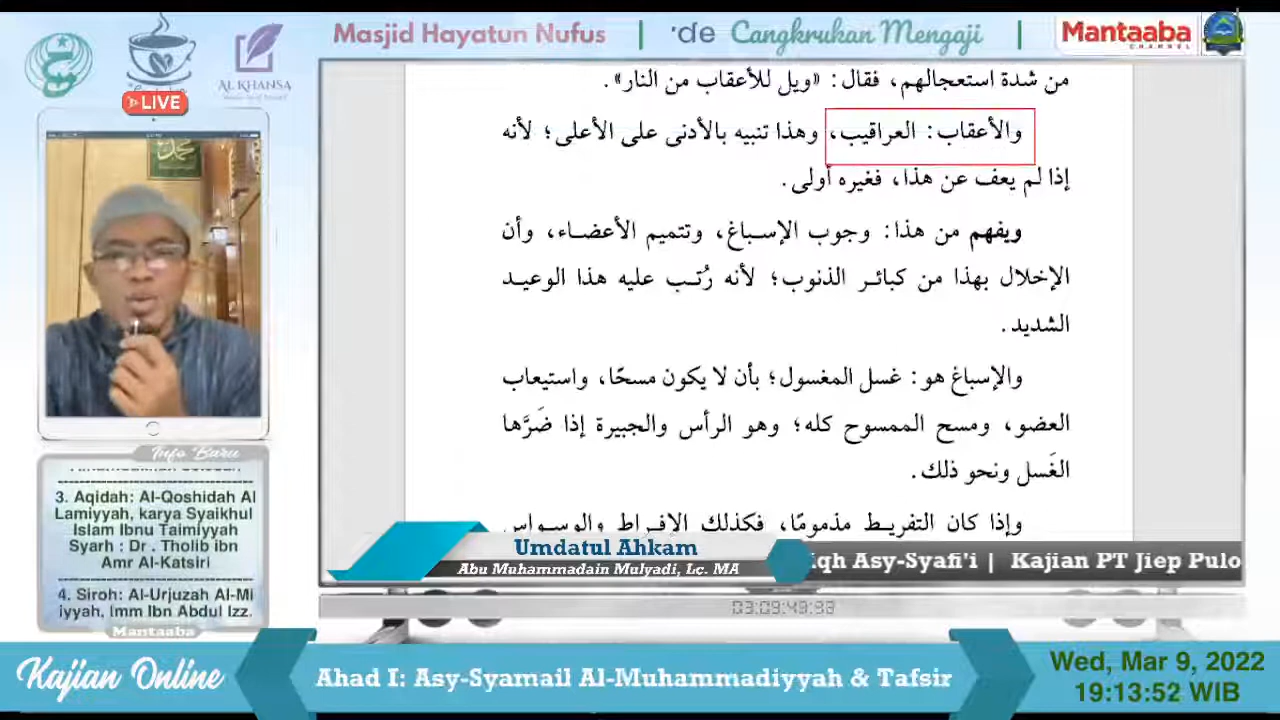 Masjid Hayatun Nufus | 'de Cangkrukan Mengaji |
Mantaaba
CHANNEL
AL KHANSA
LIVE
من شدة استعجالهم، فقال: «ويل للأعقاب من النار».
والأعقاب: العراقيب، وهذا تنبيه بالأدنى على الأعلى؛ لأنه
إذا لم يعف عن هذا، فغيره أولى.
ويفهم من هذا: وجوب الإسباغ، وتتميم الأعضاء، وأن
الإخلال بهذا من كبائر الذنوب؛ لأنه رُتب عليه هذا الوعيد
الشديد.
والإسباغ هو: غسل المغسول؛ بأن لا يكون مسحًا، واستيعاب
العضو، ومسح الممسوح كله؛ وهو الرأس والجبيرة إذا ضَرَّها
الغَسل ونحو ذلك.
وإذا كان التفريط مذمومًا، فكذلك الإفراط والوسواس
Info Baru
3. Aqidah: Al-Qoshidah Al
Lamiyyah, karya Syaikhul
Islam Ibnu Taimiyyah
Syarh : Dr . Tholib ibn
Amr Al-Katsiri
4. Siroh: Al-Urjuzah Al-Mi
iyyah, Imm Ibn Abdul Izz.
Mantaaba
Umdatul Ahkam
Abu Muhammadain Mulyadi, Lc. MA
iqh Asy-Syafi'i | Kajian PT Jiep Pulo
Kajian Online
Ahad I: Asy-Syamail Al-Muhammadiyyah & Tafsir
Wed, Mar 9, 2022
19:13:52 WIB